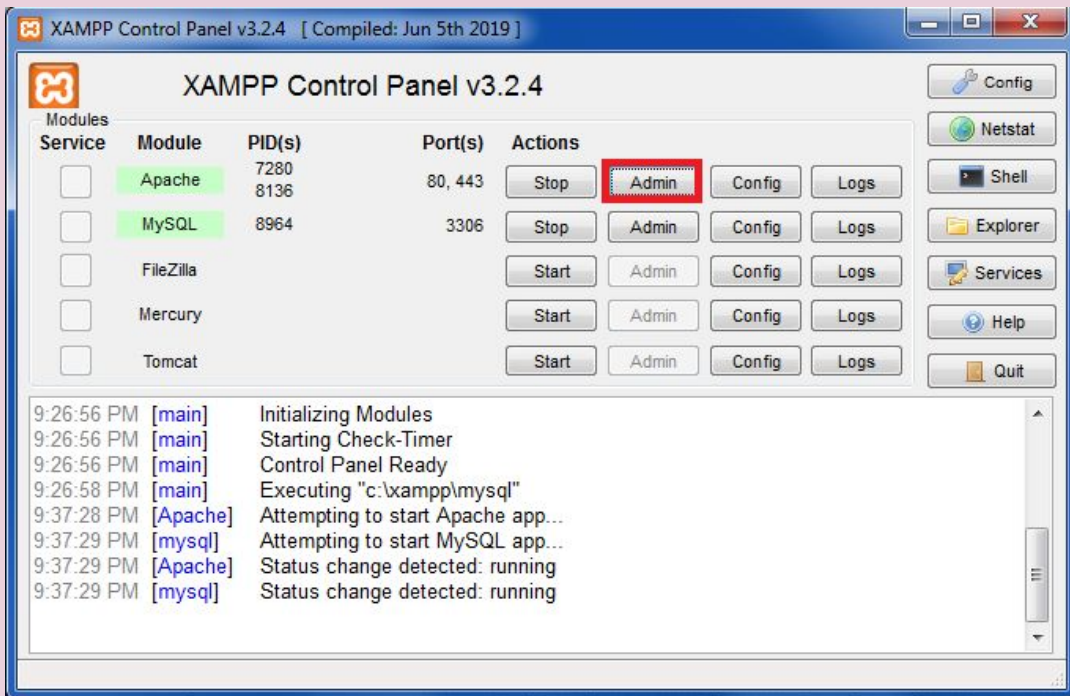 XAMPP Control Panel v3.2.4 [ Compiled: Jun 5th 2019 ]
XAMPP Control Panel v3.2.4
Config
Modules
Service Module PID(s) Port(s) Actions
Netstat
Apache 7280 8136 80, 443 Stop Admin Config Logs
Shell
MySQL 8964 3306 Stop Admin Config Logs
Explorer
FileZilla Start Admin Config Logs
Services
Mercury Start Admin Config Logs
Help
Tomcat Start Admin Config Logs
Quit
9:26:56 PM [main] Initializing Modules
9:26:56 PM [main] Starting Check-Timer
9:26:56 PM [main] Control Panel Ready
9:26:58 PM [main] Executing "c:\xampp\mysql"
9:37:28 PM [Apache] Attempting to start Apache app...
9:37:29 PM [mysql] Attempting to start MySQL app...
9:37:29 PM [Apache] Status change detected: running
9:37:29 PM [mysql] Status change detected: running